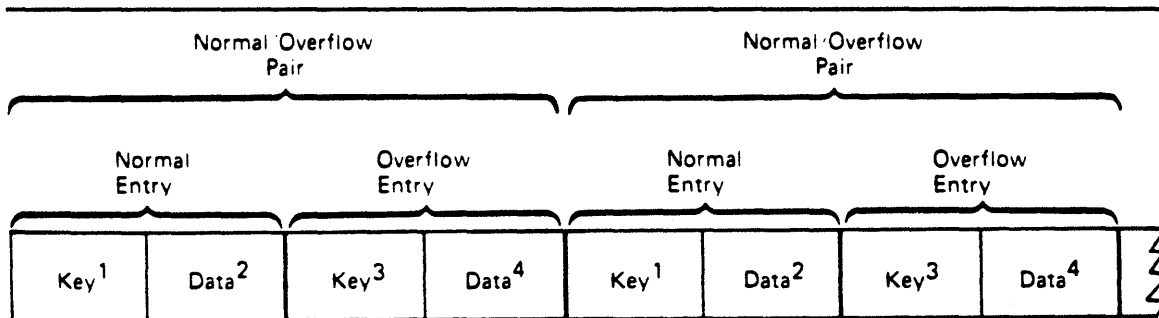 Normal Overflow
Pair
Normal Overflow
Pair
Normal
Entry
Overflow
Entry
Normal
Entry
Overflow
Entry
Key¹ Data² Key³ Data⁴ Key¹ Data² Key³ Data⁴